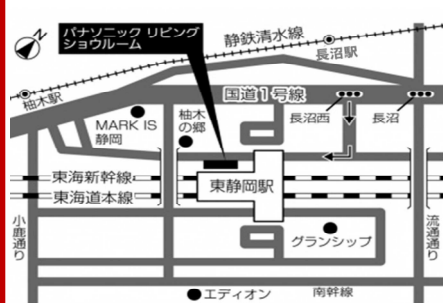 パナソニック リビング
ショウルーム
静鉄清水線
長沼駅
柚木駅
国道1号線
MARK IS
静岡
柚木
の郷
長沼西
長沼
東海新幹線
東海道本線
東静岡駅
小鹿通り
グランシップ
流通通り
エディオン
南幹線